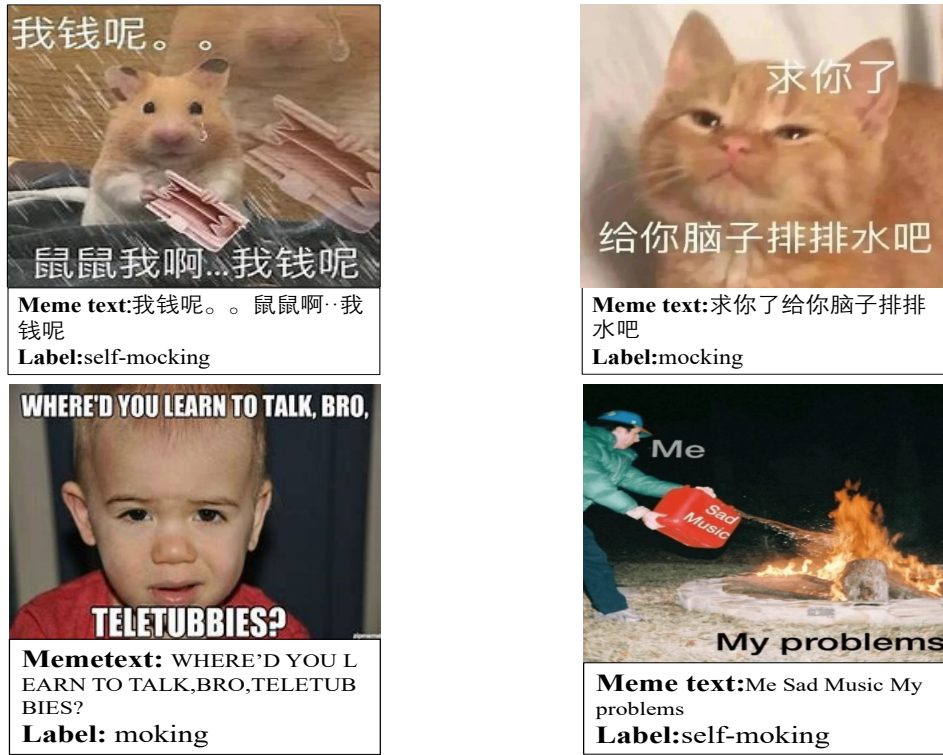 我钱呢。。
鼠鼠我啊...我钱呢
Meme text:我钱呢。。鼠鼠啊··我
钱呢
Label:self-mocking
求你了
给你脑子排排水吧
Meme text:求你了给你脑子排排
水吧
Label:mocking
WHERE'D YOU LEARN TO TALK, BRO,
TELETUBBIES?
Memetext: WHERE'D YOU L
EARN TO TALK,BRO,TELETUB
BIES?
Label: moking
Me
Sad
Music
My problems
Meme text:Me Sad Music My
problems
Label:self-moking